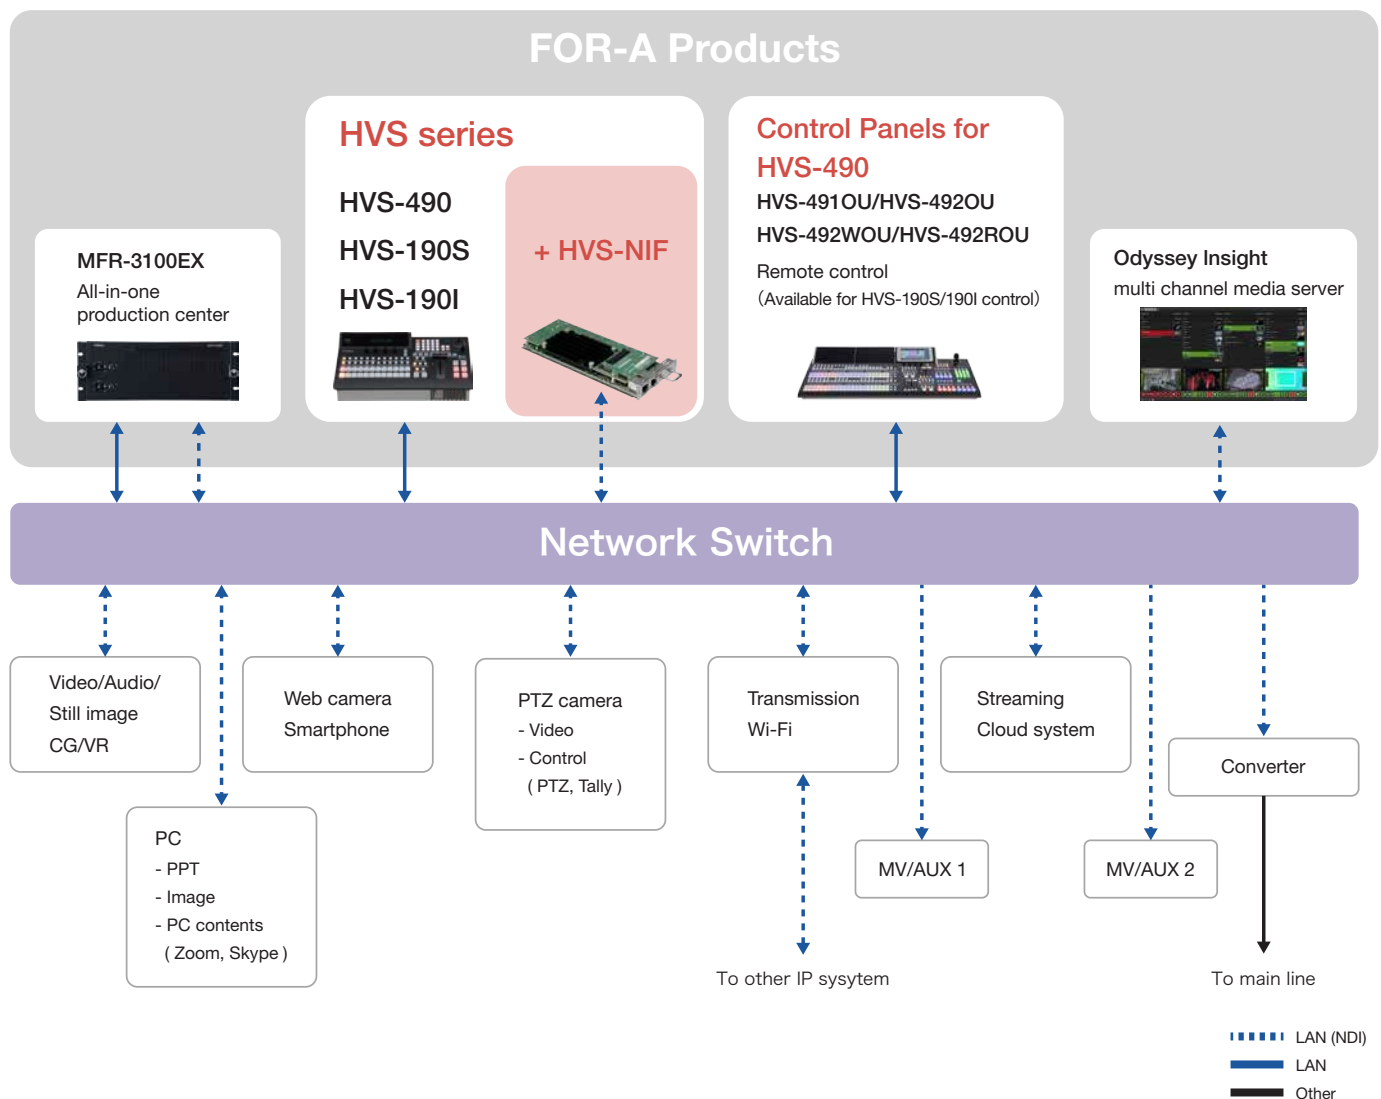 FOR-A Products
MFR-3100EX
All-in-one
production center
HVS series
HVS-490
HVS-190S
HVS-190I
+ HVS-NIF
Control Panels for
HVS-490
HVS-491OU/HVS-492OU
HVS-492WOU/HVS-492ROU
Remote control
(Available for HVS-190S/190I control)
Odyssey Insight
multi channel media server
Network Switch
Video/Audio/
Still image
CG/VR
PC
- PPT
- Image
- PC contents
( Zoom, Skype )
Web camera
Smartphone
PTZ camera
- Video
- Control
( PTZ, Tally )
Transmission
Wi-Fi
To other IP sysytem
MV/AUX 1
Streaming
Cloud system
MV/AUX 2
Converter
To main line
LAN (NDI)
LAN
Other